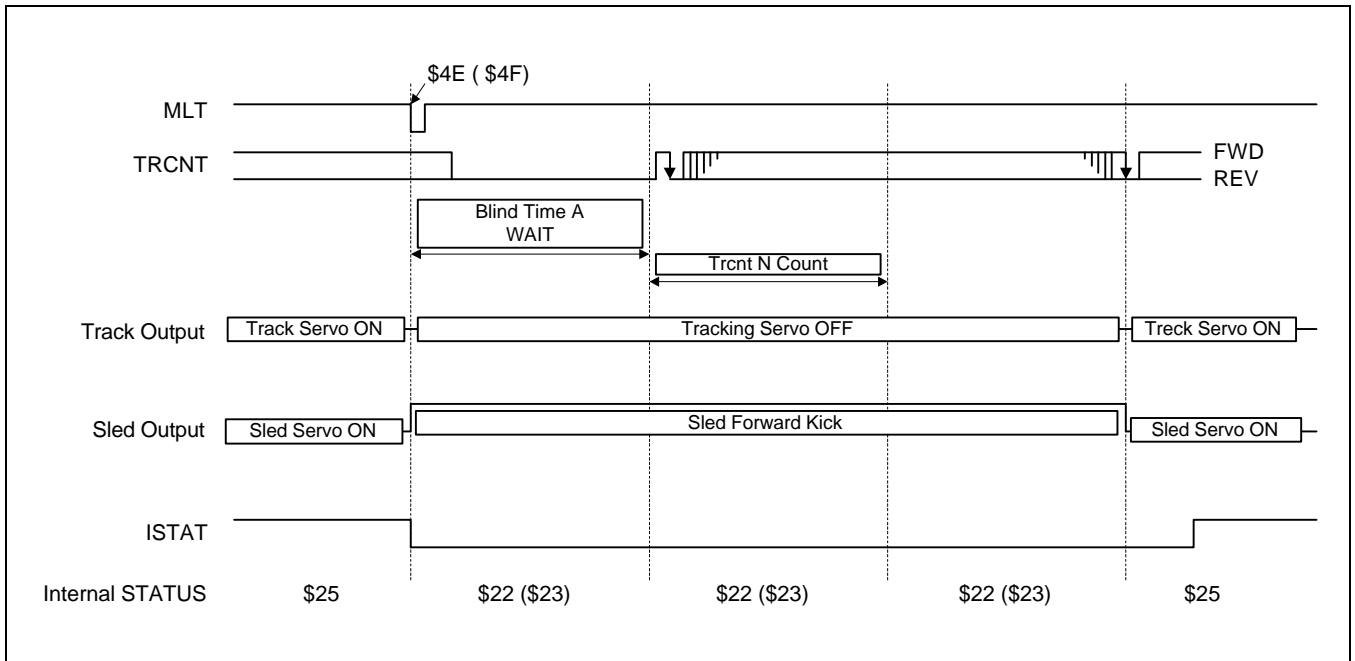 $4E ( $4F)
MLT
TRCNT
FWD
REV
Blind Time A
WAIT
Trcnt N Count
Track Output
Track Servo ON
Tracking Servo OFF
Treck Servo ON
Sled Output
Sled Servo ON
Sled Forward Kick
Sled Servo ON
ISTAT
Internal STATUS
$25
$22 ($23)
$22 ($23)
$22 ($23)
$25